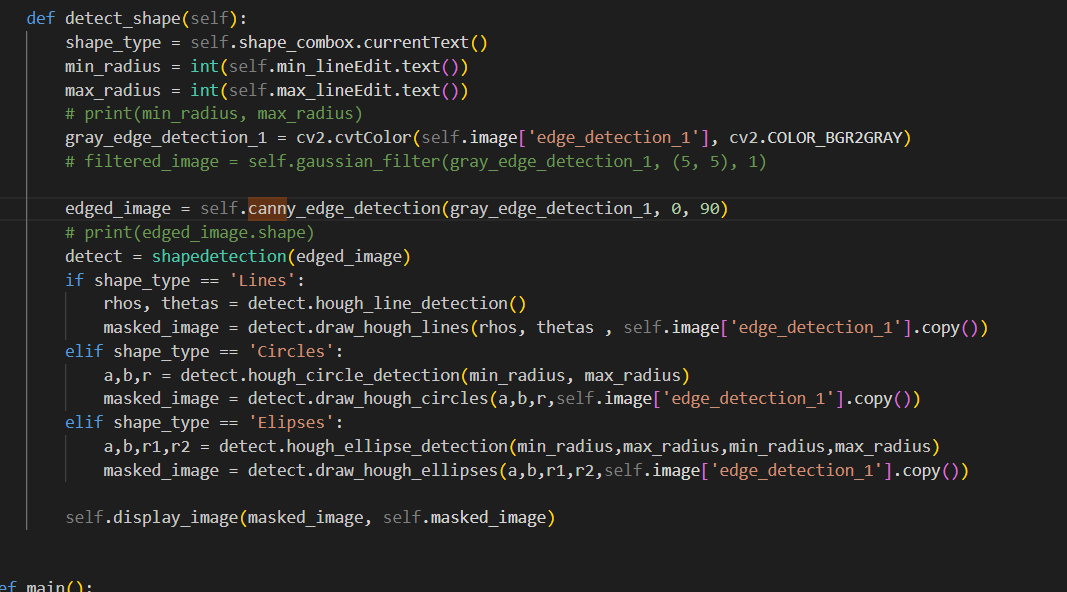 def detect_shape(self):
    shape_type = self.shape_combox.currentText()
    min_radius = int(self.min_lineEdit.text())
    max_radius = int(self.max_lineEdit.text())
    # print(min_radius, max_radius)
    gray_edge_detection_1 = cv2.cvtColor(self.image['edge_detection_1'], cv2.COLOR_BGR2GRAY)
    # filtered_image = self.gaussian_filter(gray_edge_detection_1, (5, 5), 1)
    edged_image = self.canny_edge_detection(gray_edge_detection_1, 0, 90)
    # print(edged_image.shape)
    detect = shapedetection(edged_image)
    if shape_type == 'Lines':
        rhos, thetas = detect.hough_line_detection()
        masked_image = detect.draw_hough_lines(rhos, thetas , self.image['edge_detection_1'].copy())
    elif shape_type == 'Circles':
        a,b,r = detect.hough_circle_detection(min_radius, max_radius)
        masked_image = detect.draw_hough_circles(a,b,r,self.image['edge_detection_1'].copy())
    elif shape_type == 'Elipses':
        a,b,r1,r2 = detect.hough_ellipse_detection(min_radius,max_radius,min_radius,max_radius)
        masked_image = detect.draw_hough_ellipses(a,b,r1,r2,self.image['edge_detection_1'].copy())
    self.display_image(masked_image, self.masked_image)
ef main():